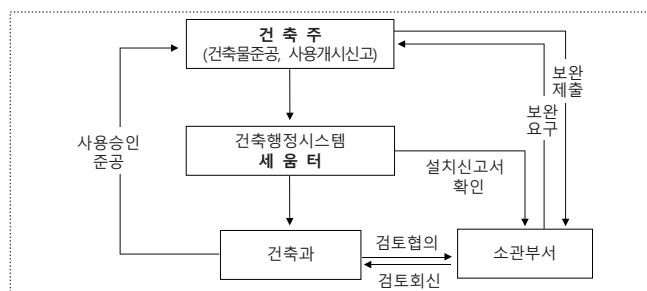 건 축 주
(건축물준공, 사용개시신고)
보완
제출
보완
요구
사용승인
준공
건축행정시스템
세 움 터
설치신고서
확인
건축과
검토협의
검토회신
소관부서